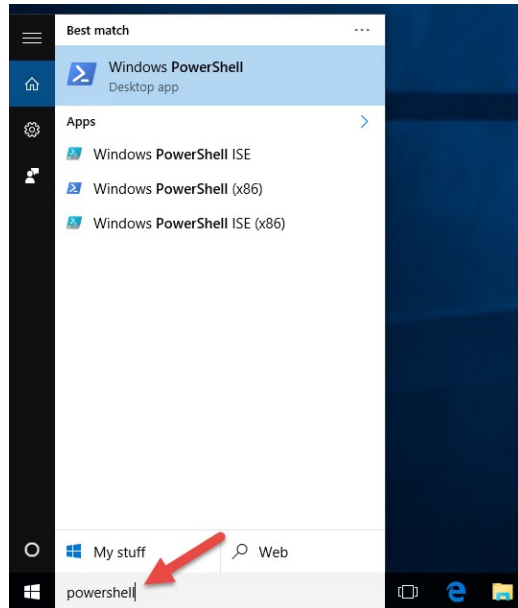 Best match
Windows PowerShell
Desktop app
Apps
Windows PowerShell ISE
Windows PowerShell (x86)
Windows PowerShell ISE (x86)
My stuff
Web
powershell